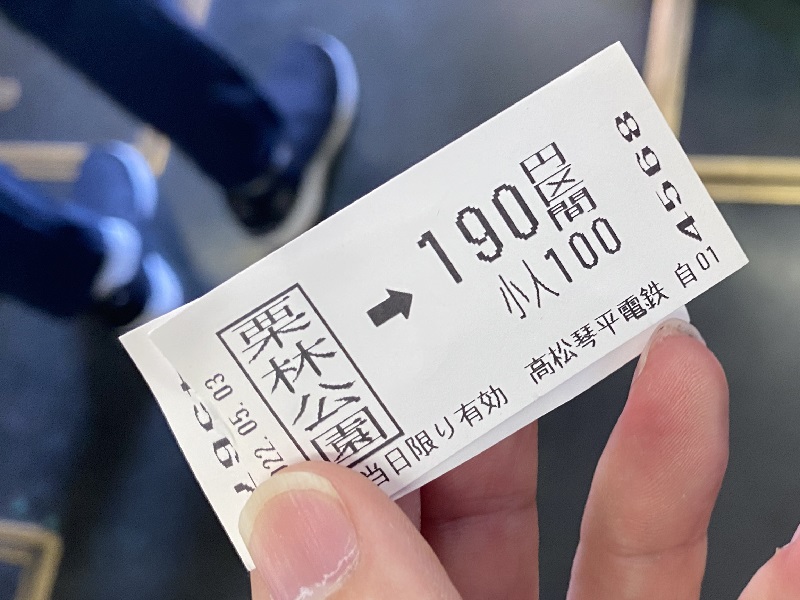 栗林公園
➡ 190円区間
小人100
4568
2022. 05. 03
当日限り有効 高松琴平電鉄 自01